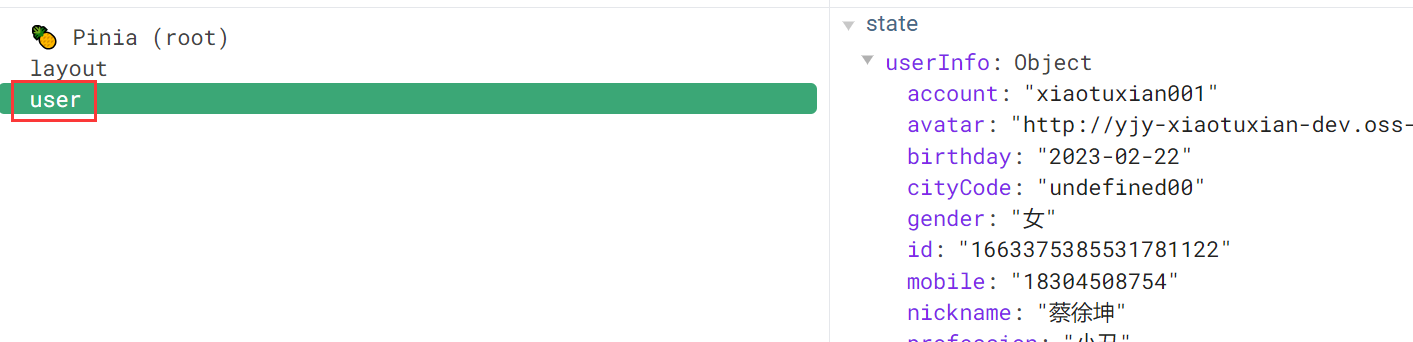 Pinia (root)
layout
user
state
userInfo: Object
account: "xiaotuxian001"
avatar: "http://yjy-xiaotuxian-dev.oss-
birthday: "2023-02-22"
cityCode: "undefined00"
gender: "女"
id: "1663375385531781122"
mobile: "18304508754"
nickname: "蔡徐坤"
profession: